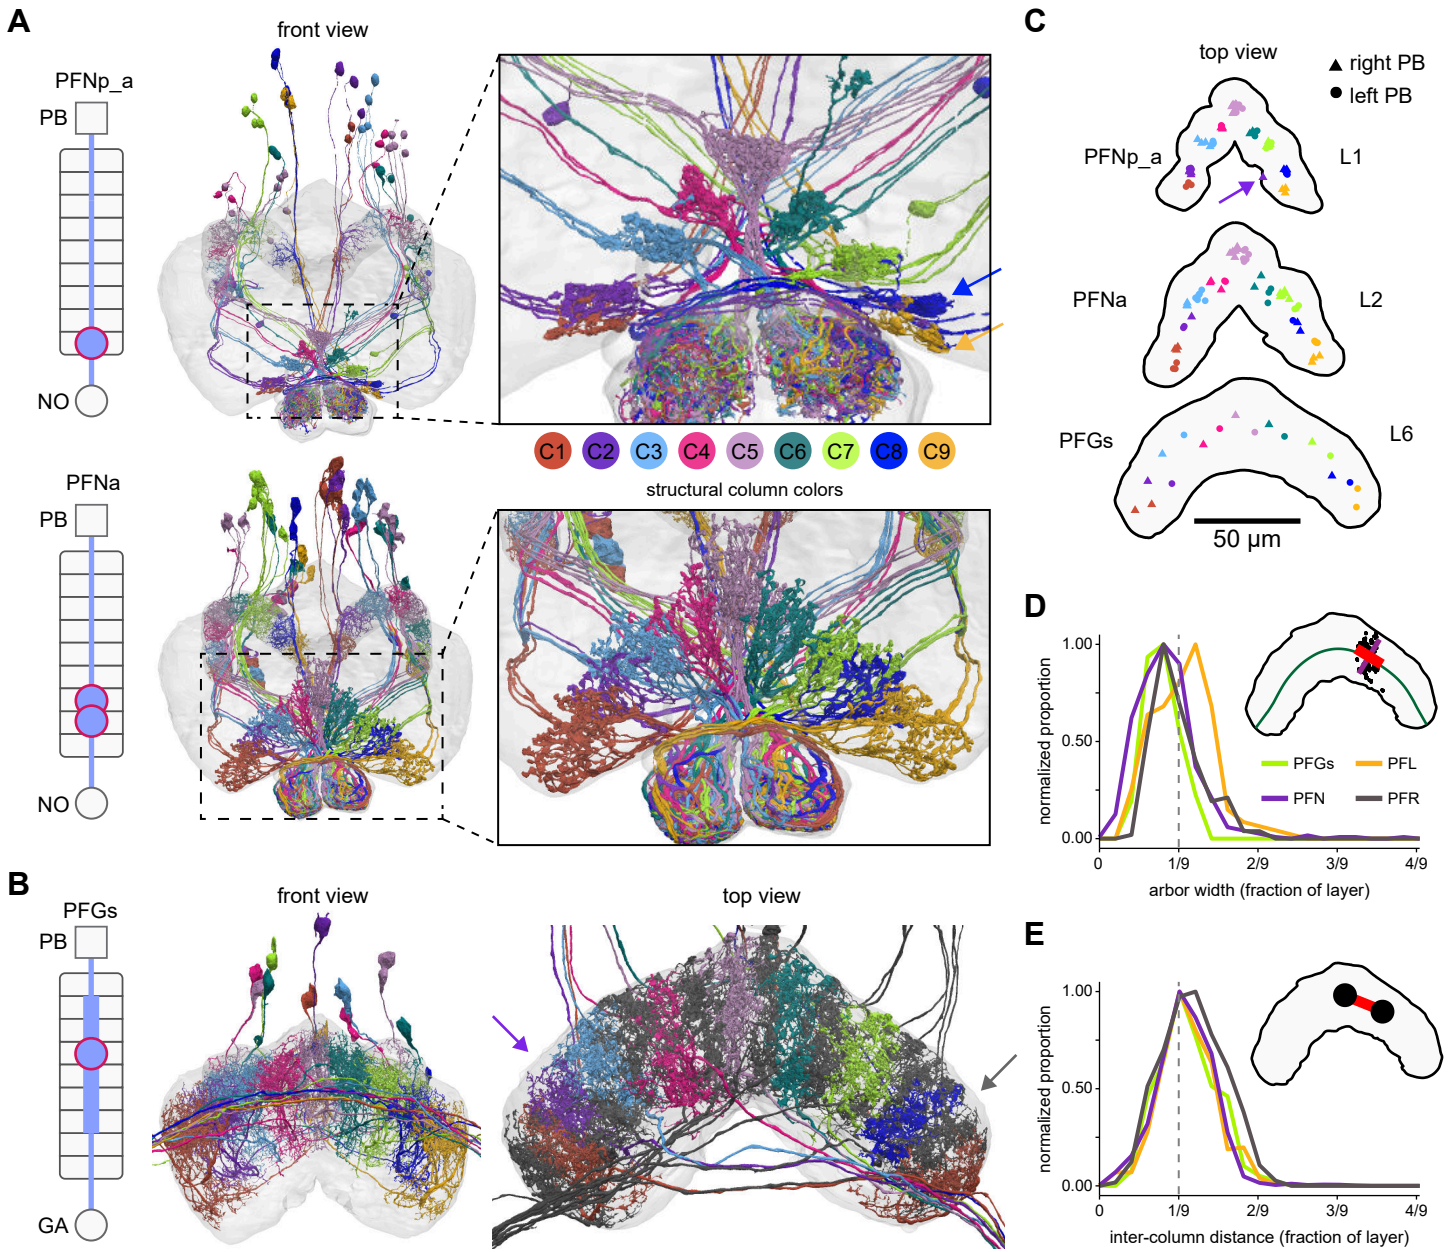 A
front view
PFNp_a
PB
NO
C1 C2 C3 C4 C5 C6 C7 C8 C9
structural column colors
PFNa
PB
NO
B
front view
top view
PFGs
PB
GA
C
top view
right PB
left PB
PFNp_a
L1
PFNa
L2
PFGs
L6
50 µm
D
normalized proportion
1.00
0.50
0.00
0 1/9 2/9 3/9 4/9
arbor width (fraction of layer)
PFGs PFL
PFN PFR
E
normalized proportion
1.00
0.50
0.00
0 1/9 2/9 3/9 4/9
inter-column distance (fraction of layer)